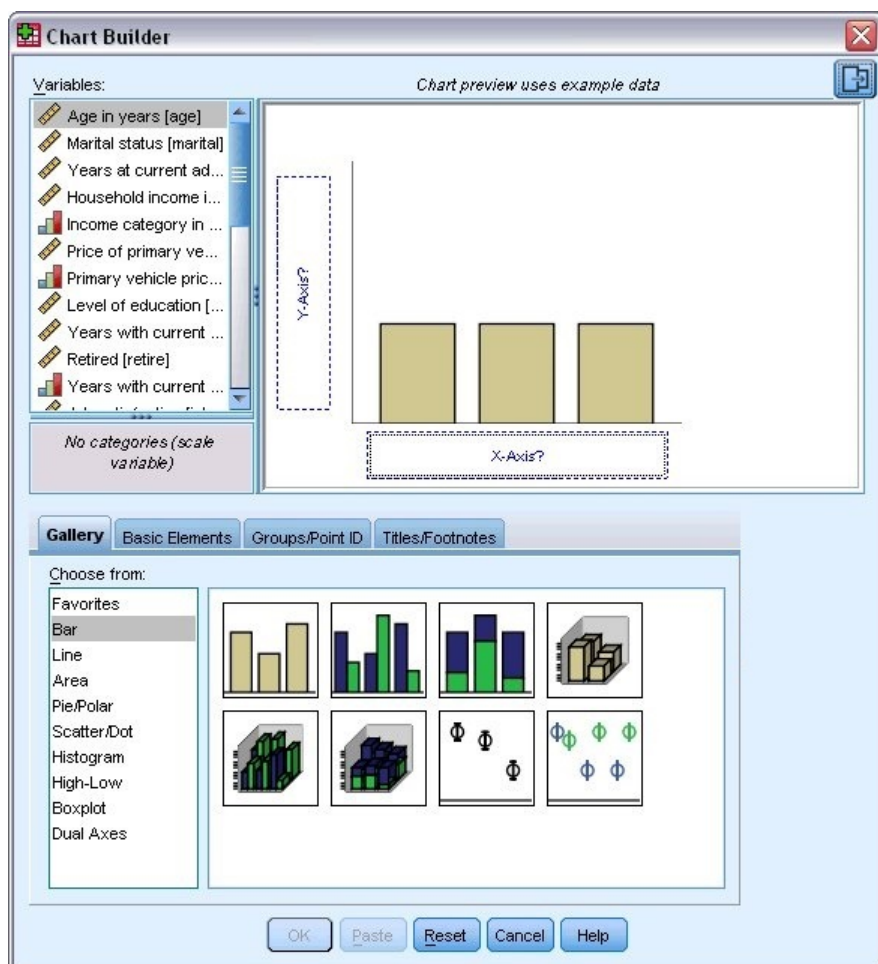 Chart Builder
Variables:
Chart preview uses example data
Age in years [age]
Marital status [marital]
Years at current ad...
Household income i...
Income category in ...
Price of primary ve...
Primary vehicle pric...
Level of education [...
Years with current ...
Retired [retire]
Years with current ...
No categories (scale
variable)
Y-Axis?
X-Axis?
Gallery
Basic Elements
Groups/Point ID
Titles/Footnotes
Choose from:
Favorites
Bar
Line
Area
Pie/Polar
Scatter/Dot
Histogram
High-Low
Boxplot
Dual Axes
OK
Paste
Reset
Cancel
Help